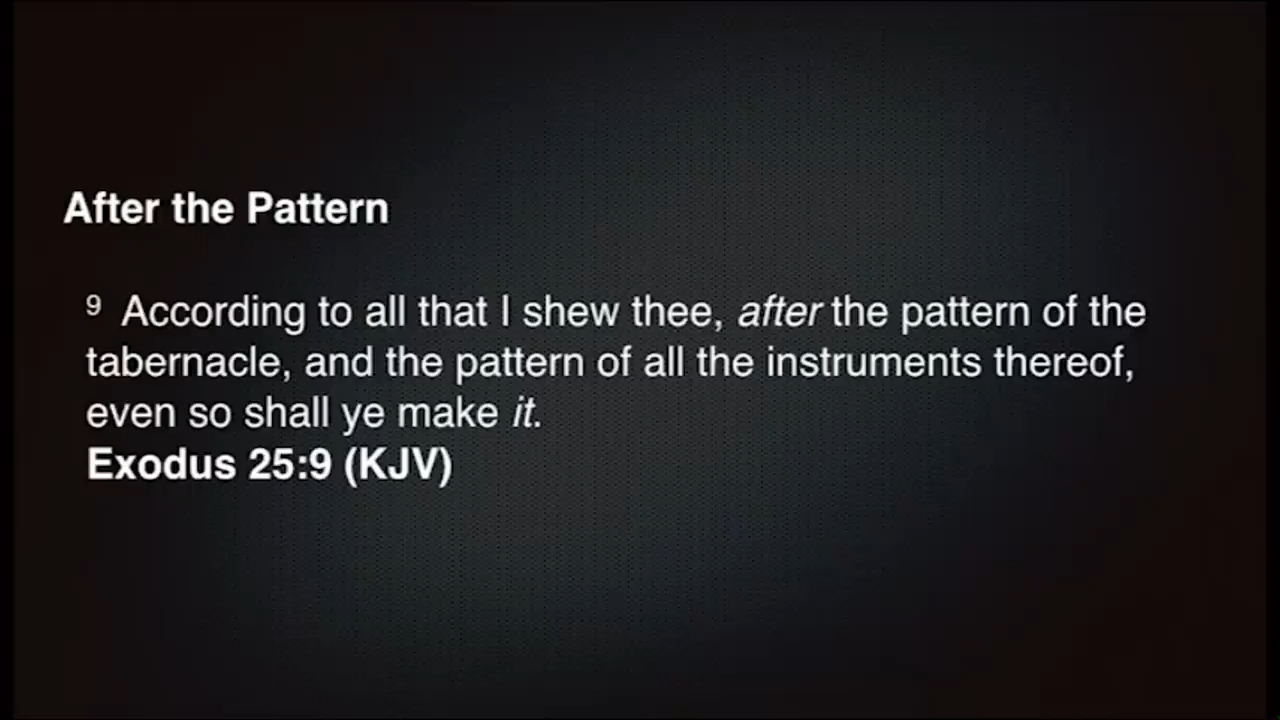 After the Pattern
9 According to all that I shew thee, after the pattern of the
tabernacle, and the pattern of all the instruments thereof,
even so shall ye make it.
Exodus 25:9 (KJV)